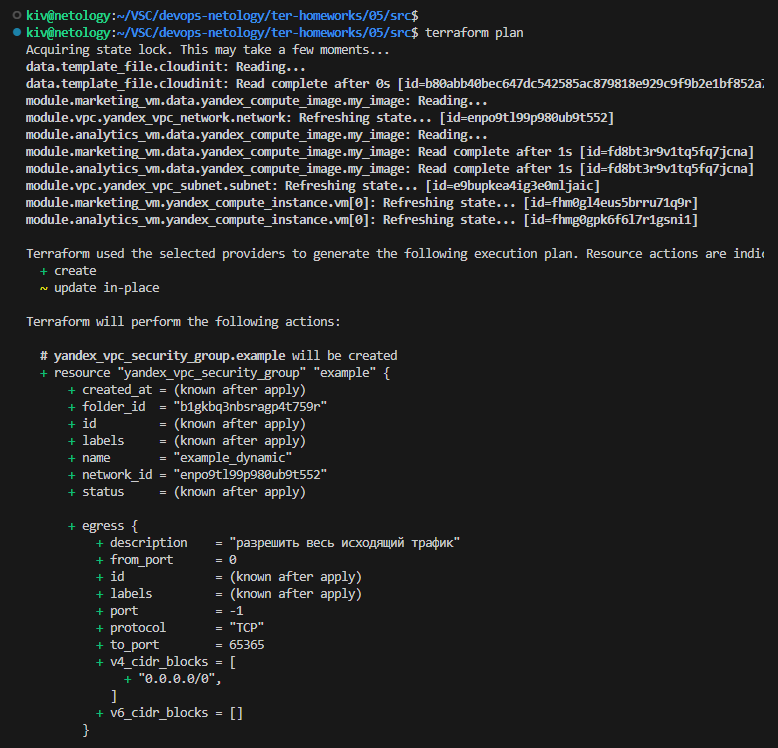 kiv@netology:~/VSC/devops-netology/ter-homeworks/05/src$
kiv@netology:~/VSC/devops-netology/ter-homeworks/05/src$ terraform plan
Acquiring state lock. This may take a few moments...
data.template_file.cloudinit: Reading...
data.template_file.cloudinit: Read complete after 0s [id=b80abb40bec647dc542585ac879818e929c9f9b2e1bf852a7
module.marketing_vm.data.yandex_compute_image.my_image: Reading...
module.vpc.yandex_vpc_network.network: Refreshing state... [id=enpo9tl99p980ub9t552]
module.analytics_vm.data.yandex_compute_image.my_image: Reading...
module.marketing_vm.data.yandex_compute_image.my_image: Read complete after 1s [id=fd8bt3r9v1tq5fq7jcna]
module.analytics_vm.data.yandex_compute_image.my_image: Read complete after 1s [id=fd8bt3r9v1tq5fq7jcna]
module.vpc.yandex_vpc_subnet.subnet: Refreshing state... [id=e9bupkea4ig3e0mljaic]
module.marketing_vm.yandex_compute_instance.vm[0]: Refreshing state... [id=fhm0gl4eus5brru71q9r]
module.analytics_vm.yandex_compute_instance.vm[0]: Refreshing state... [id=fhmg0gpk6f6l7r1gsni1]
Terraform used the selected providers to generate the following execution plan. Resource actions are indic
+ create
~ update in-place
Terraform will perform the following actions:
# yandex_vpc_security_group.example will be created
+ resource "yandex_vpc_security_group" "example" {
+ created_at = (known after apply)
+ folder_id = "b1gkbq3nbsragp4t759r"
+ id = (known after apply)
+ labels = (known after apply)
+ name = "example_dynamic"
+ network_id = "enpo9tl99p980ub9t552"
+ status = (known after apply)
+ egress {
+ description = "разрешить весь исходящий трафик"
+ from_port = 0
+ id = (known after apply)
+ labels = (known after apply)
+ port = -1
+ protocol = "TCP"
+ to_port = 65365
+ v4_cidr_blocks = [
+ "0.0.0.0/0",
]
+ v6_cidr_blocks = []
}